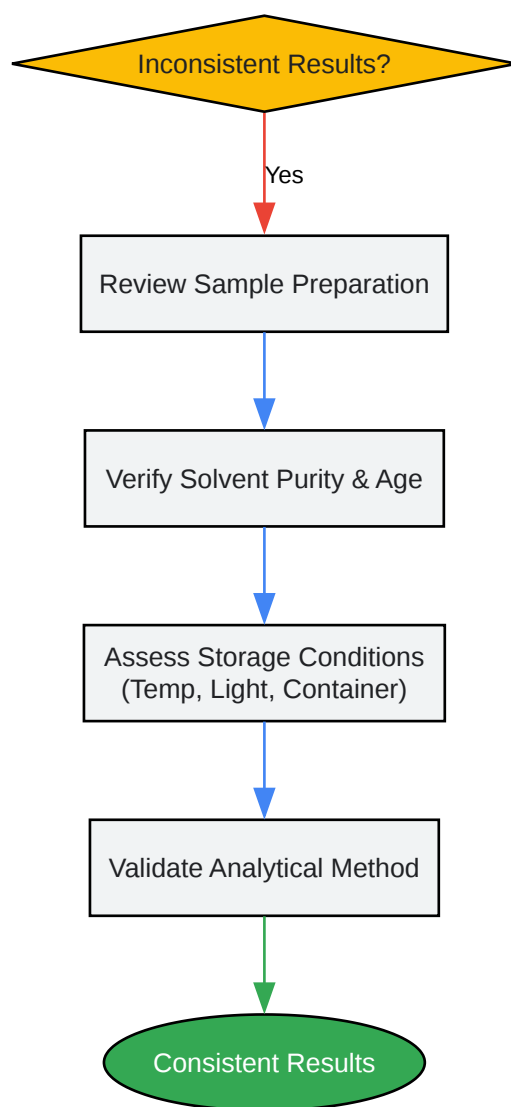 Inconsistent Results?
Yes
Review Sample Preparation
Verify Solvent Purity & Age
Assess Storage Conditions
(Temp, Light, Container)
Validate Analytical Method
Consistent Results